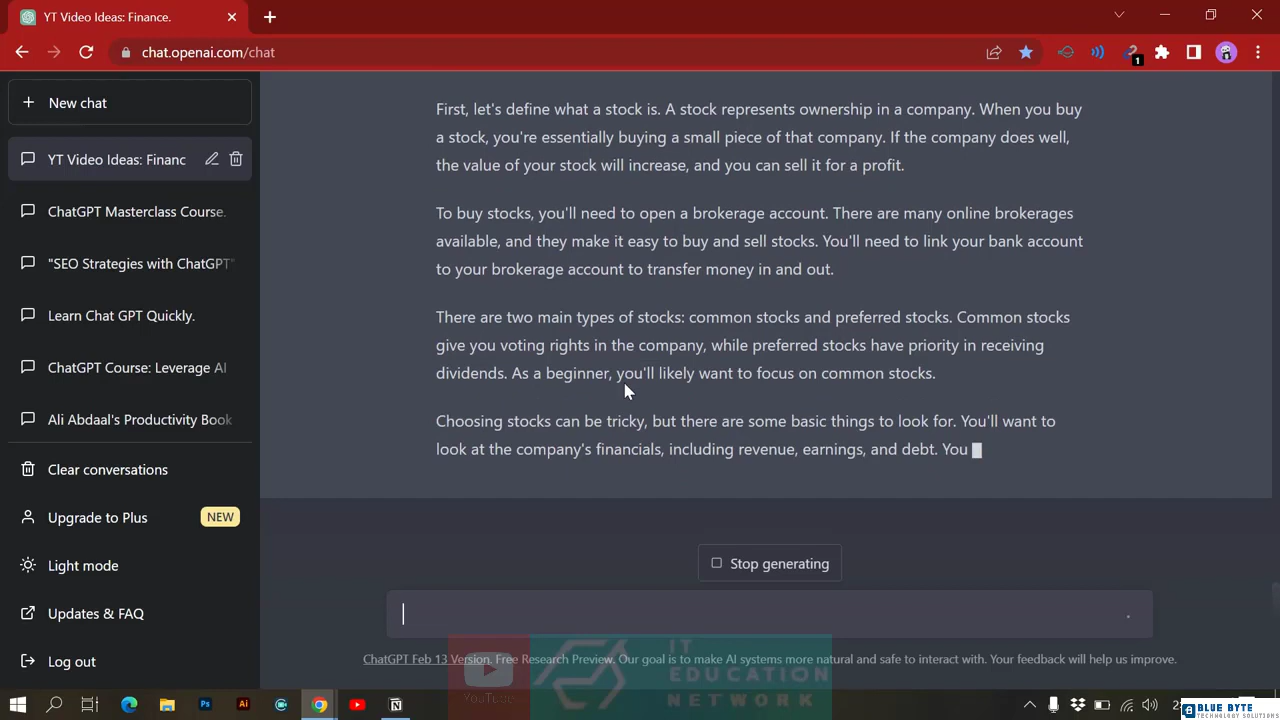 YT Video Ideas: Finance.
chat.openai.com/chat
1
New chat
YT Video Ideas: Financ
ChatGPT Masterclass Course.
"SEO Strategies with ChatGPT"
Learn Chat GPT Quickly.
ChatGPT Course: Leverage AI
Ali Abdaal's Productivity Book
Clear conversations
Upgrade to Plus NEW
Light mode
Updates & FAQ
Log out
First, let's define what a stock is. A stock represents ownership in a company. When you buy
a stock, you're essentially buying a small piece of that company. If the company does well,
the value of your stock will increase, and you can sell it for a profit.
To buy stocks, you'll need to open a brokerage account. There are many online brokerages
available, and they make it easy to buy and sell stocks. You'll need to link your bank account
to your brokerage account to transfer money in and out.
There are two main types of stocks: common stocks and preferred stocks. Common stocks
give you voting rights in the company, while preferred stocks have priority in receiving
dividends. As a beginner, you'll likely want to focus on common stocks.
Choosing stocks can be tricky, but there are some basic things to look for. You'll want to
look at the company's financials, including revenue, earnings, and debt. You
Stop generating
ChatGPT Feb 13 Version. Free Research Preview. Our goal is to make AI systems more natural and safe to interact with. Your feedback will help us improve.
YouTube
IT
EDUCATION
NETWORK
Ps
Ai
BLUE BYTE
TECHNOLOGY SOLUTIONS